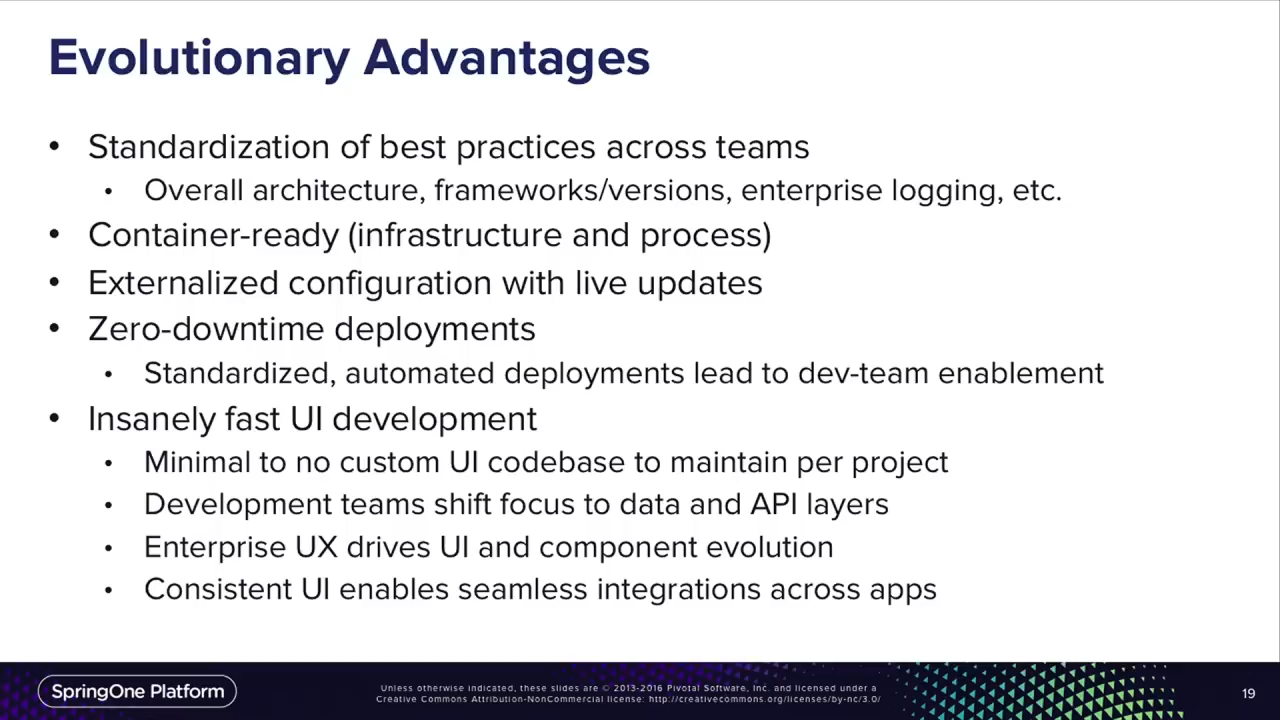 Evolutionary Advantages
• Standardization of best practices across teams
• Overall architecture, frameworks/versions, enterprise logging, etc.
• Container-ready (infrastructure and process)
• Externalized configuration with live updates
• Zero-downtime deployments
• Standardized, automated deployments lead to dev-team enablement
• Insanely fast UI development
• Minimal to no custom UI codebase to maintain per project
• Development teams shift focus to data and API layers
• Enterprise UX drives UI and component evolution
• Consistent UI enables seamless integrations across apps
SpringOne Platform
Unless otherwise indicated, these slides are © 2013-2016 Pivotal Software, Inc. and licensed under a
Creative Commons Attribution-NonCommercial license: http://creativecommons.org/licenses/by-nc/3.0/
19